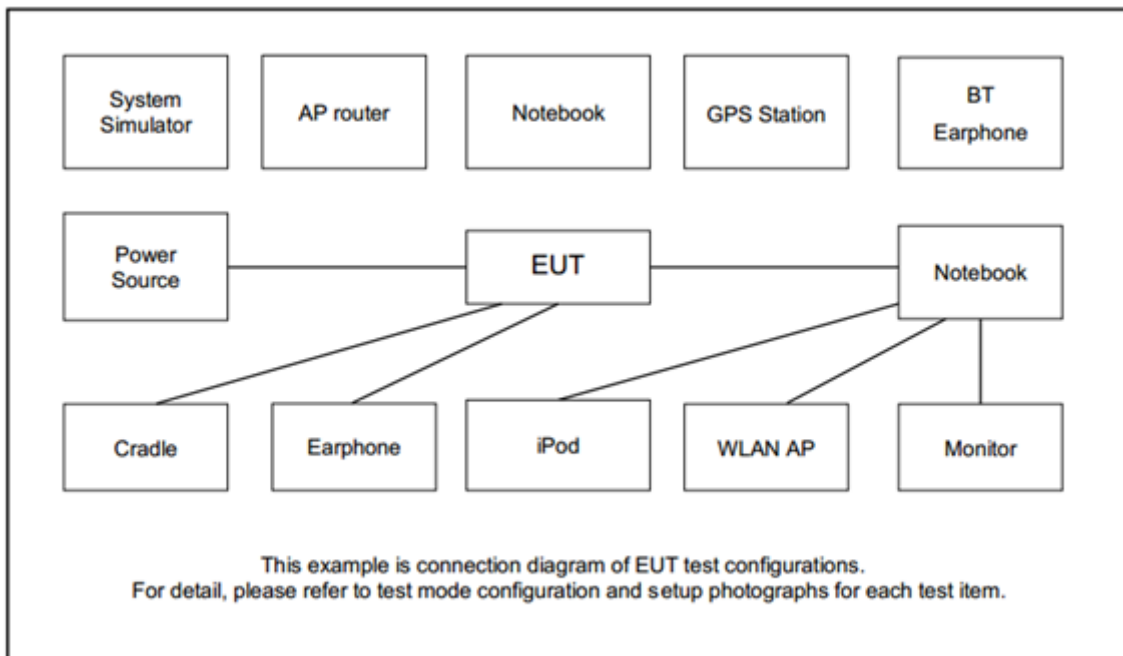 System
Simulator
AP router
Notebook
GPS Station
BT
Earphone
Power
Source
EUT
Notebook
Cradle
Earphone
iPod
WLAN AP
Monitor
This example is connection diagram of EUT test configurations.
For detail, please refer to test mode configuration and setup photographs for each test item.